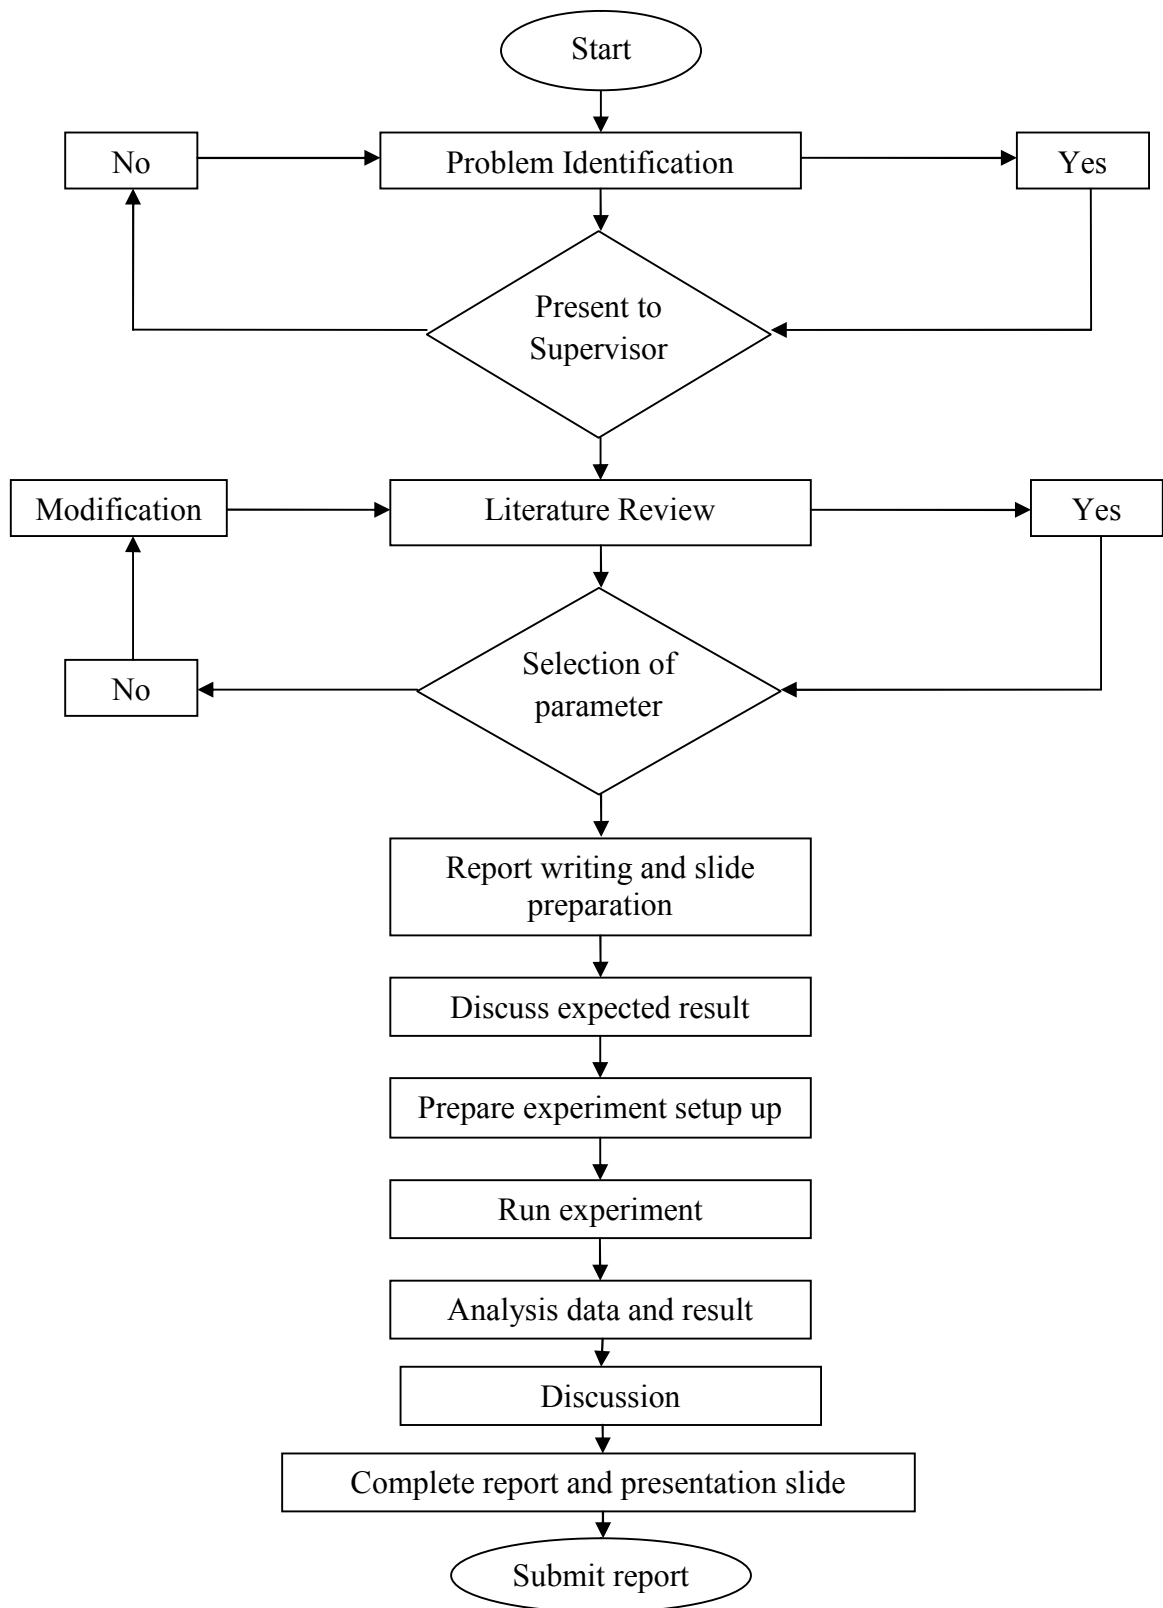 Start
No
Problem Identification
Yes
Present to
Supervisor
Modification
Literature Review
Yes
No
Selection of
parameter
Report writing and slide
preparation
Discuss expected result
Prepare experiment setup up
Run experiment
Analysis data and result
Discussion
Complete report and presentation slide
Submit report